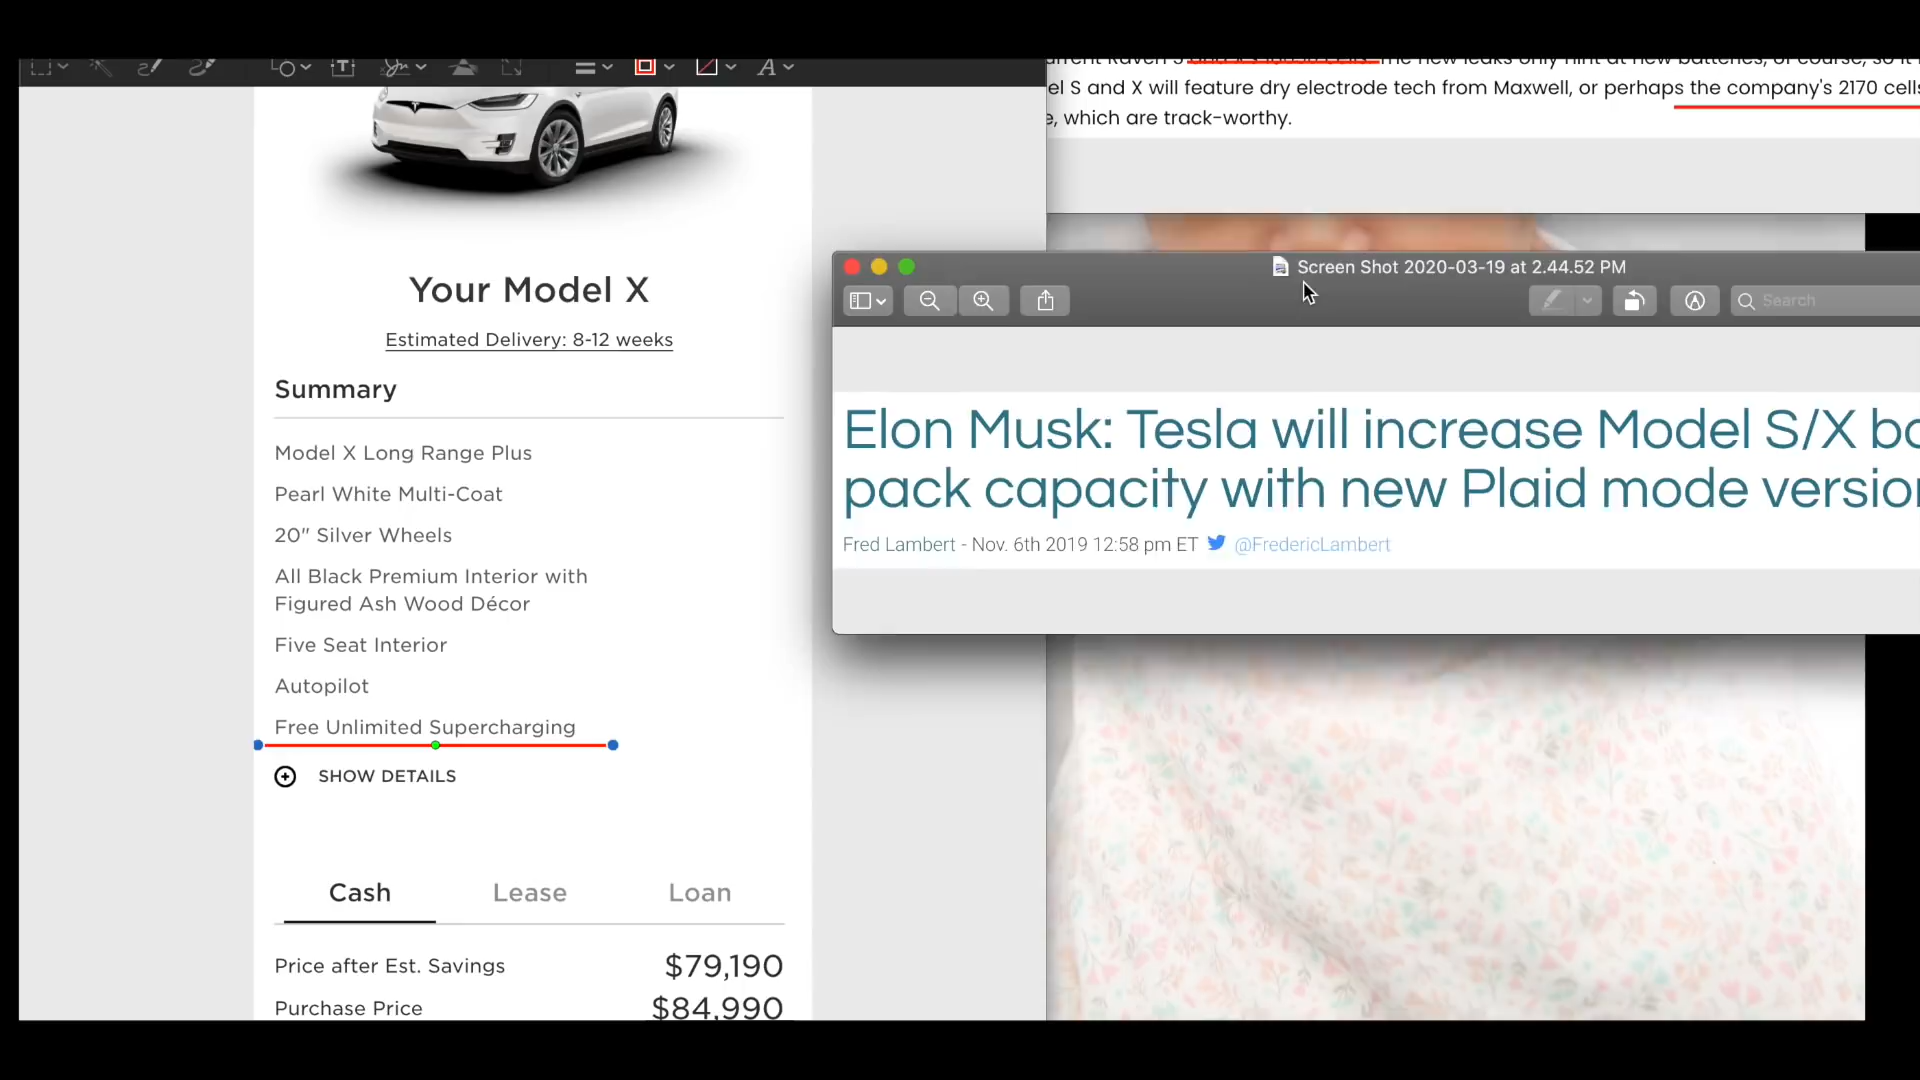 Your Model X
Estimated Delivery: 8-12 weeks
Summary
Model X Long Range Plus
Pearl White Multi-Coat
20" Silver Wheels
All Black Premium Interior with
Figured Ash Wood Décor
Five Seat Interior
Autopilot
Free Unlimited Supercharging
SHOW DETAILS
Cash Lease Loan
Price after Est. Savings $79,190
Purchase Price $84,990
el S and X will feature dry electrode tech from Maxwell, or perhaps the company's 2170 cells
e, which are track-worthy.
Screen Shot 2020-03-19 at 2.44.52 PM
Search
Elon Musk: Tesla will increase Model S/X
pack capacity with new Plaid mode version
Fred Lambert - Nov. 6th 2019 12:58 pm ET @FredericLambert